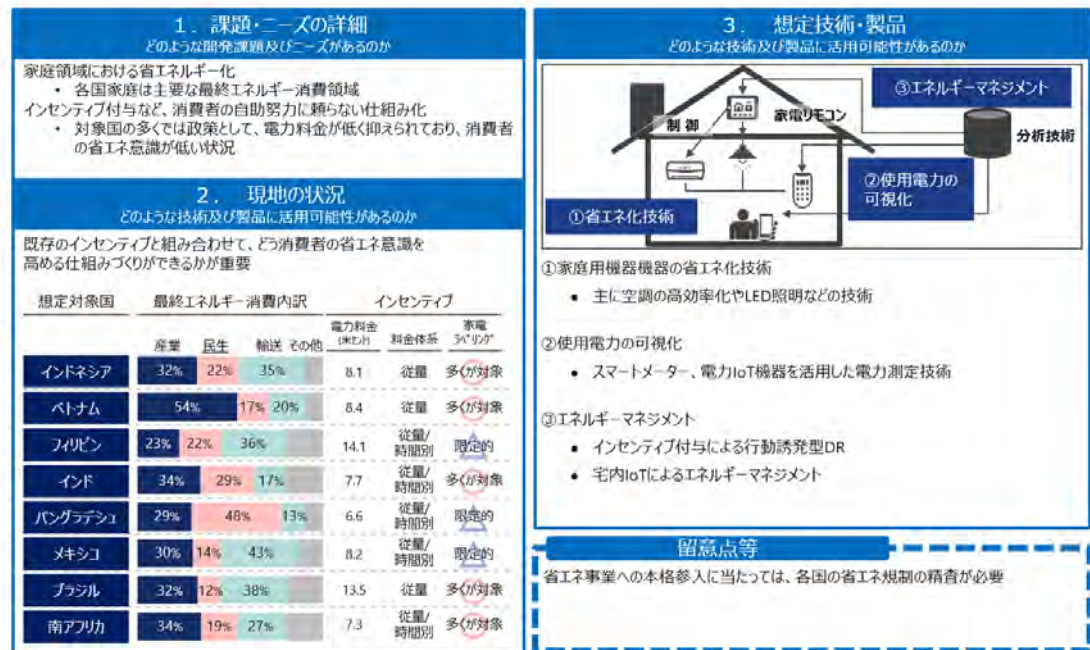 1. 課題・ニーズの詳細
どのような開発課題及びニーズがあるのか
家庭領域における省エネルギー化
• 各国家庭は主要な最終エネルギー消費領域
インセンティブ付与など、消費者の自助努力に頼らない仕組み化
• 対象国の多くでは政策として、電力料金が低く抑えられており、消費者
の省エネ意識が低い状況
2. 現地の状況
どのような技術及び製品に活用可能性があるのか
既存のインセンティブと組み合わせて、どう消費者の省エネ意識を
高める仕組みづくりができるかが重要
想定対象国 最終エネルギー消費内訳 インセンティブ
産業 民生 輸送 その他 電力料金 (米セント) 料金体系 家電 ラベリング
インドネシア 32% 22% 35% 8.1 従量 多くが対象
ベトナム 54% 17% 20% 8.4 従量 多くが対象
フィリピン 23% 22% 36% 14.1 従量/時間別 限定的
インド 34% 29% 17% 7.7 従量/時間別 多くが対象
バングラデシュ 29% 48% 13% 6.6 従量/時間別 限定的
メキシコ 30% 14% 43% 8.2 従量/時間別 限定的
ブラジル 32% 12% 38% 13.5 従量 多くが対象
南アフリカ 34% 19% 27% 7.3 従量/時間別 多くが対象
3. 想定技術・製品
どのような技術及び製品に活用可能性があるのか
③エネルギーマネジメント
制御
家電リモコン
分析技術
②使用電力の
可視化
①省エネ化技術
①家庭用機器機器の省エネ化技術
• 主に空調の高効率化やLED照明などの技術
②使用電力の可視化
• スマートメーター、電力IoT機器を活用した電力測定技術
③エネルギーマネジメント
• インセンティブ付与による行動誘発型DR
• 宅内IoTによるエネルギーマネジメント
留意点等
省エネ事業への本格参入に当たっては、各国の省エネ規制の精査が必要